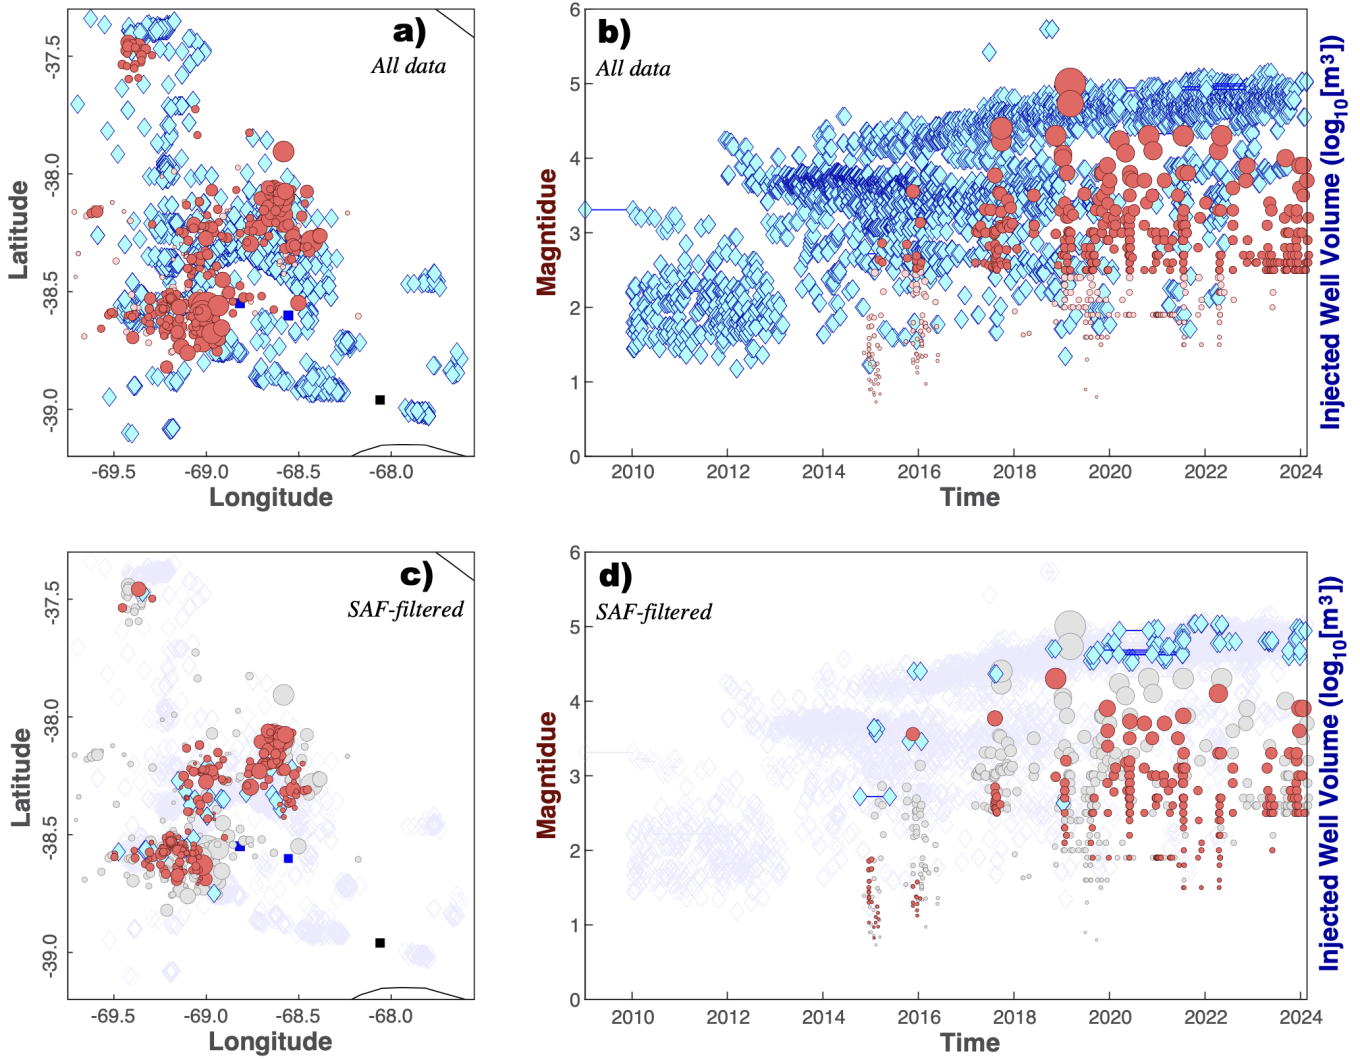 a)
All data
Latitude
-37.5
-38.0
-38.5
-39.0
-69.5 -69.0 -68.5 -68.0
Longitude
b)
All data
Magntidue
6
5
4
3
2
1
0
2010 2012 2014 2016 2018 2020 2022 2024
Time
Injected Well Volume (log10[m3])
c)
SAF-filtered
Latitude
-37.5
-38.0
-38.5
-39.0
-69.5 -69.0 -68.5 -68.0
Longitude
d)
SAF-filtered
Magntidue
6
5
4
3
2
1
0
2010 2012 2014 2016 2018 2020 2022 2024
Time
Injected Well Volume (log10[m3])